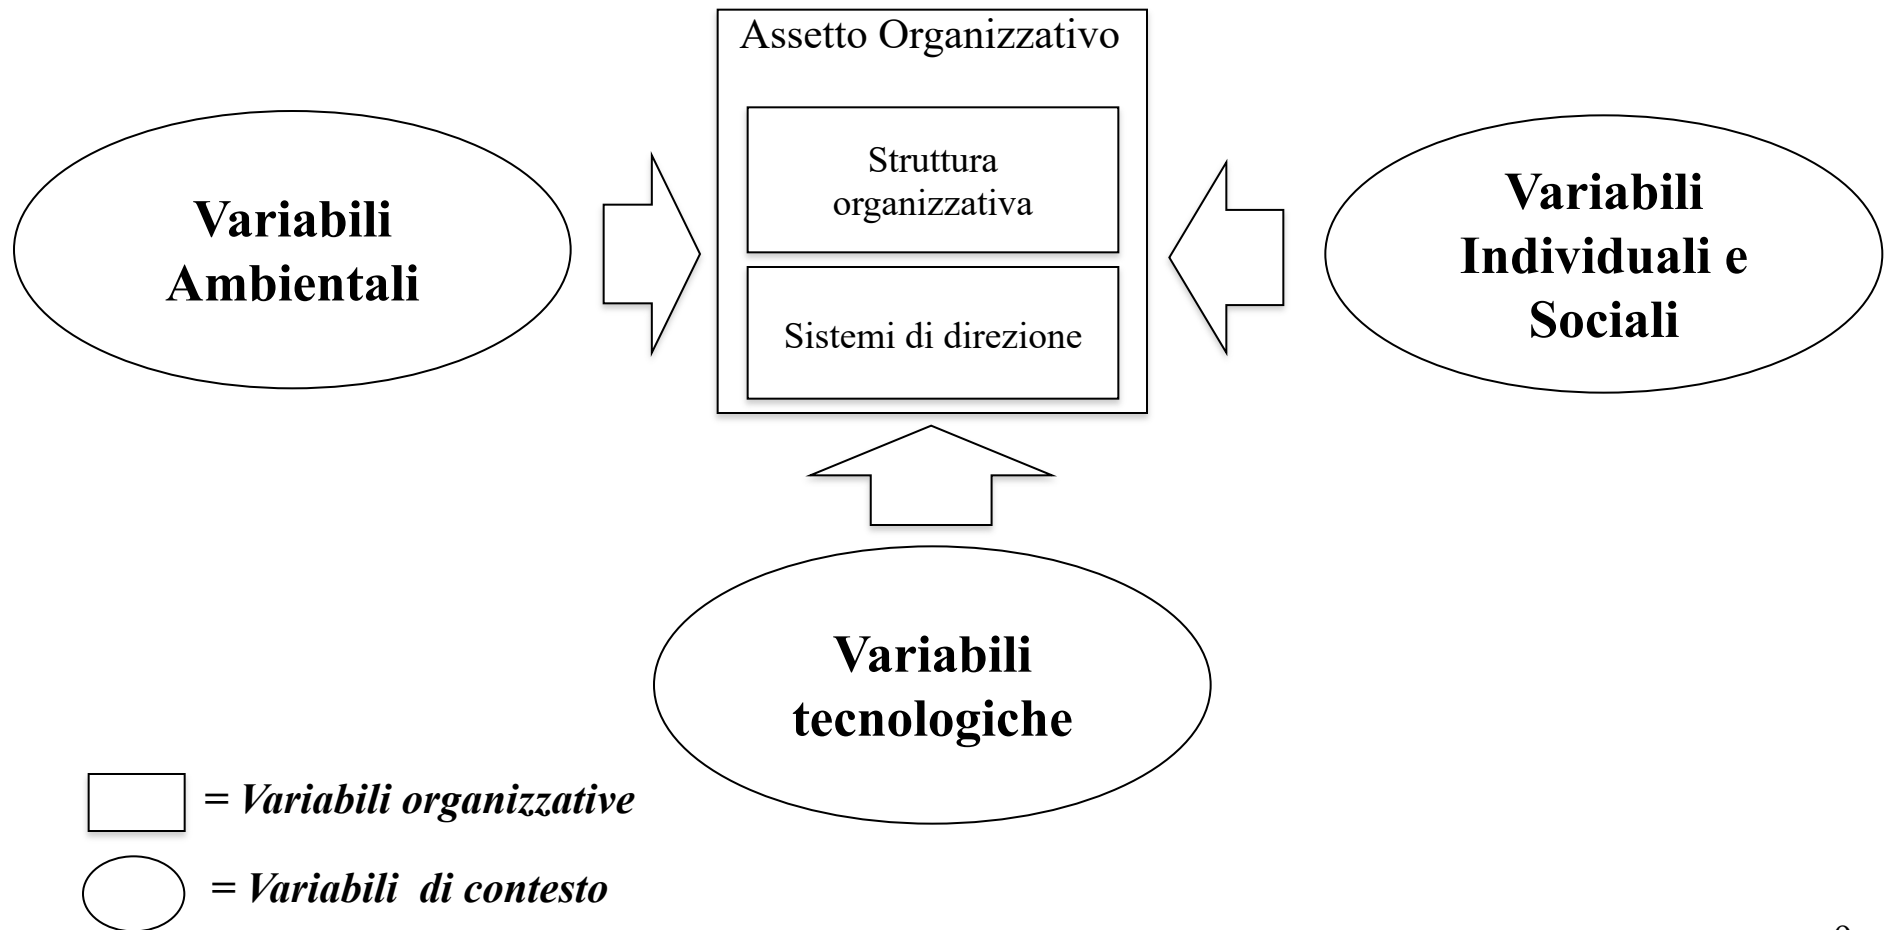 Assetto Organizzativo
Struttura
organizzativa
Sistemi di direzione
Variabili
Ambientali
Variabili
Individuali e
Sociali
Variabili
tecnologiche
= Variabili organizzative
= Variabili di contesto